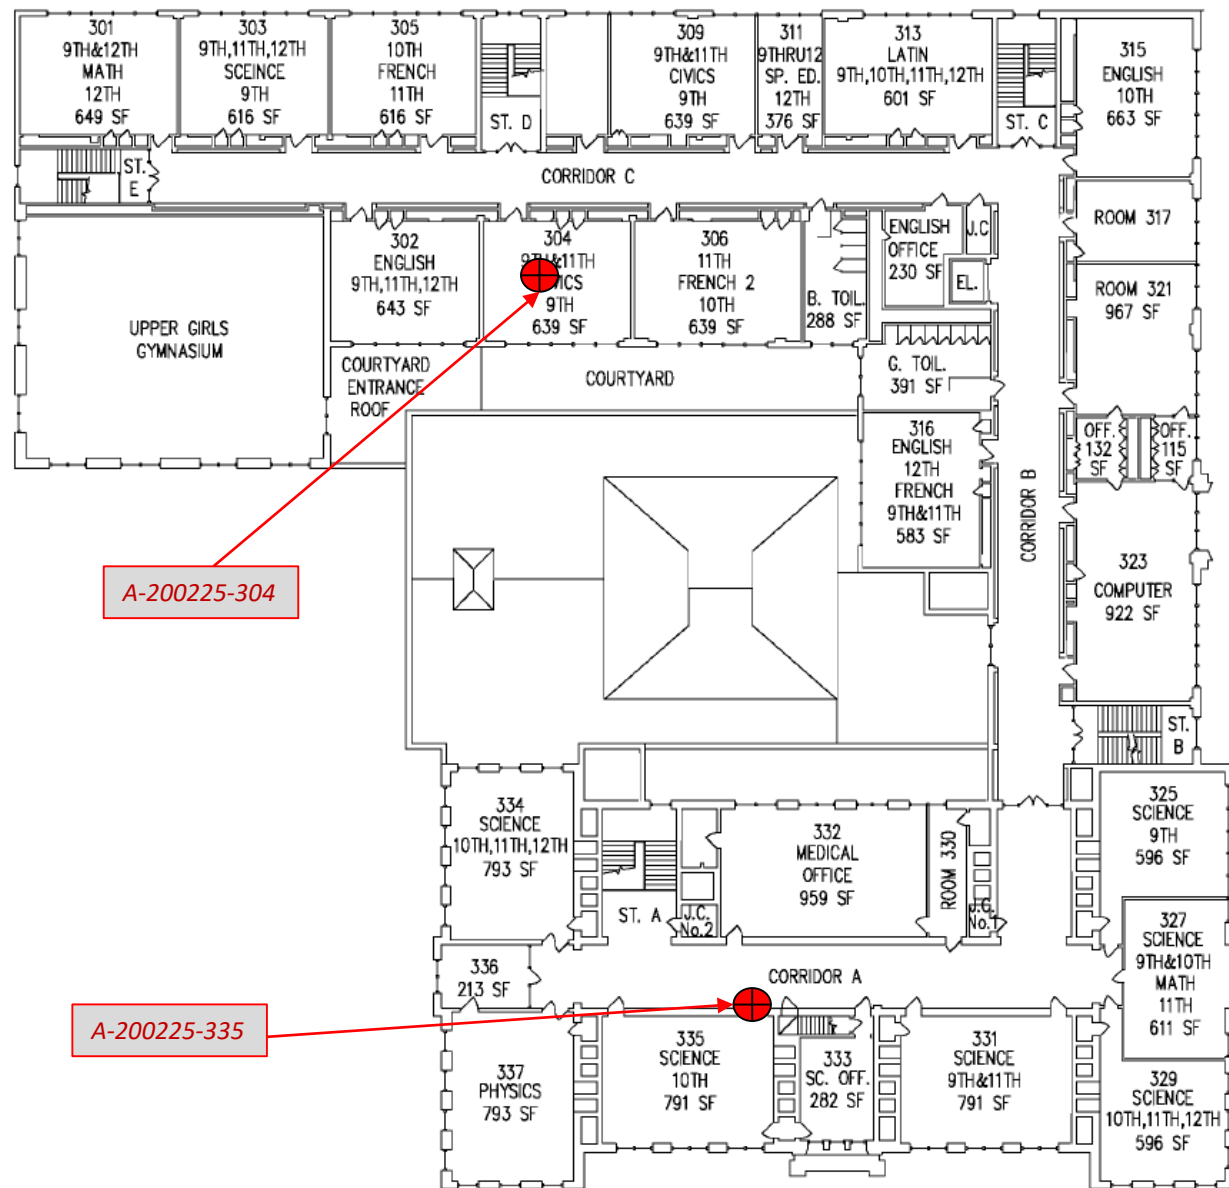 301
9TH&12TH
MATH
12TH
649 SF
303
9TH,11TH,12TH
SCEINCE
9TH
616 SF
305
10TH
FRENCH
11TH
616 SF
ST. D
309
9TH&11TH
CIVICS
9TH
639 SF
311
9THRU12
SP. ED.
12TH
376 SF
313
LATIN
9TH,10TH,11TH,12TH
601 SF
ST. C
315
ENGLISH
10TH
663 SF
ST.
E
CORRIDOR C
ROOM 317
302
ENGLISH
9TH,11TH,12TH
643 SF
304
9TH&11TH
9TH
639 SF
306
11TH
FRENCH 2
10TH
639 SF
B. TOIL.
288 SF
ENGLISH
OFFICE
230 SF
J.C
EL.
ROOM 321
967 SF
UPPER GIRLS
GYMNASIUM
COURTYARD
ENTRANCE
ROOF
COURTYARD
G. TOIL.
391 SF
316
ENGLISH
12TH
FRENCH
9TH&11TH
583 SF
OFF.
132
SF
OFF.
115
SF
CORRIDOR B
323
COMPUTER
922 SF
A-200225-304
ST.
B
334
SCIENCE
10TH,11TH,12TH
793 SF
ST. A
J.C.
No.2
332
MEDICAL
OFFICE
959 SF
ROOM 330
No.1
325
SCIENCE
9TH
596 SF
327
SCIENCE
9TH&10TH
MATH
11TH
611 SF
336
213 SF
CORRIDOR A
A-200225-335
337
PHYSICS
793 SF
335
SCIENCE
10TH
791 SF
333
SC. OFF.
282 SF
331
SCIENCE
9TH&11TH
791 SF
329
SCIENCE
10TH,11TH,12TH
596 SF